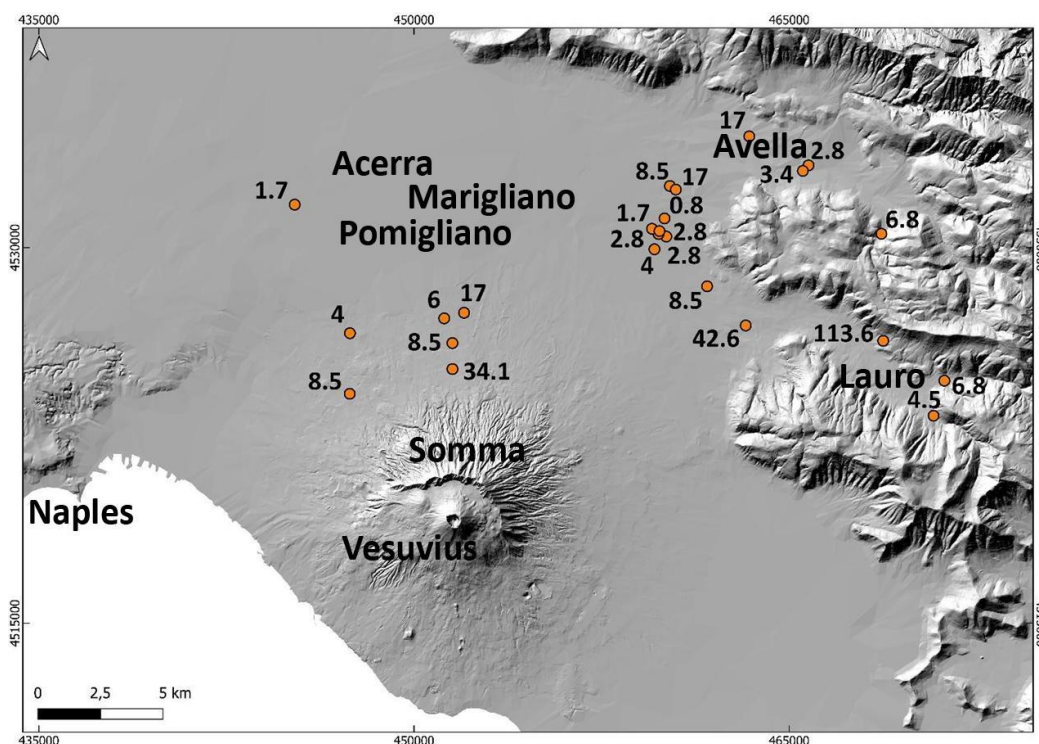 435000 450000 465000
17
Avella
2.8
3.4
Acerra
8.5
17
1.7
Marigliano
0.8
1.7
Pomigliano
2.8
2.8
6.8
4530000
4530000
2.8
4
8.5
17
6
4
42.6
113.6
8.5
34.1
Lauro
6.8
8.5
4.5
Somma
Naples
Vesuvius
4515000
4515000
0 2,5 5 km
435000 450000 465000